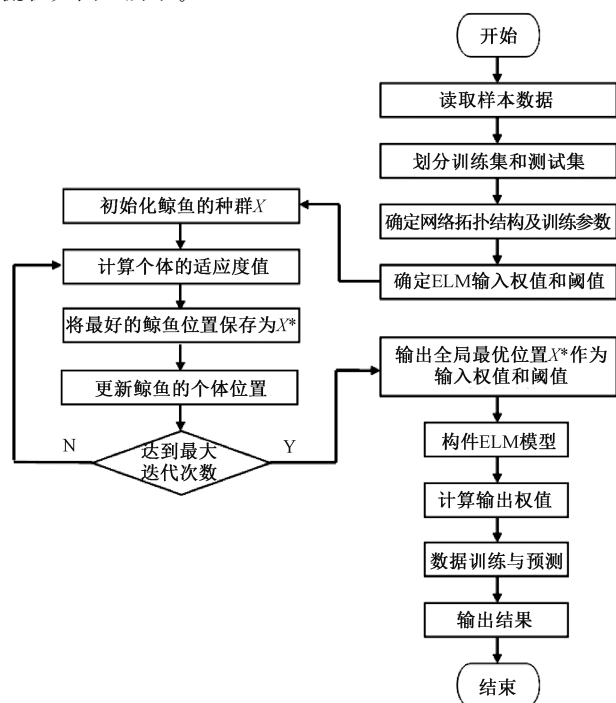 开始
读取样本数据
划分训练集和测试集
确定网络拓扑结构及训练参数
确定ELM输入权值和阈值
初始化鲸鱼的种群X
计算个体的适应度值
将最好的鲸鱼位置保存为X*
更新鲸鱼的个体位置
达到最大
迭代次数
N
Y
输出全局最优位置X*作为
输入权值和阈值
构件ELM模型
计算输出权值
数据训练与预测
输出结果
结束